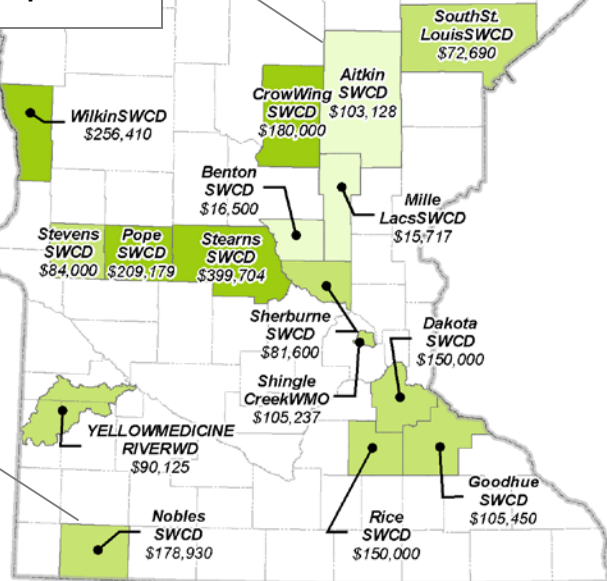 SouthSt.
LouisSWCD
$72,690
Aitkin
SWCD
$103,128
CrowWing
SWCD
$180,000
WilkinSWCD
$256,410
Benton
SWCD
$16,500
Mille
LacsSWCD
$15,717
Stevens
SWCD
$84,000
Pope
SWCD
$209,179
Stearns
SWCD
$399,704
Sherburne
SWCD
$81,600
Dakota
SWCD
$150,000
Shingle
CreekWMO
$105,237
YELLOWMEDICINE
RIVERWD
$90,125
Goodhue
SWCD
$105,450
Nobles
SWCD
$178,930
Rice
SWCD
$150,000